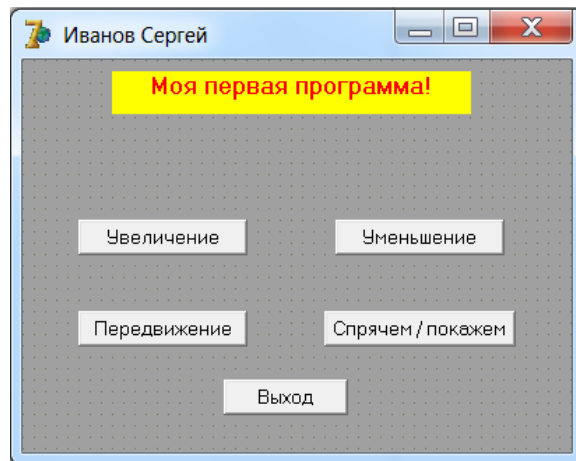 Иванов Сергей
Моя первая программа!
Увеличение Уменьшение
Передвижение Спрячем / покажем
Выход